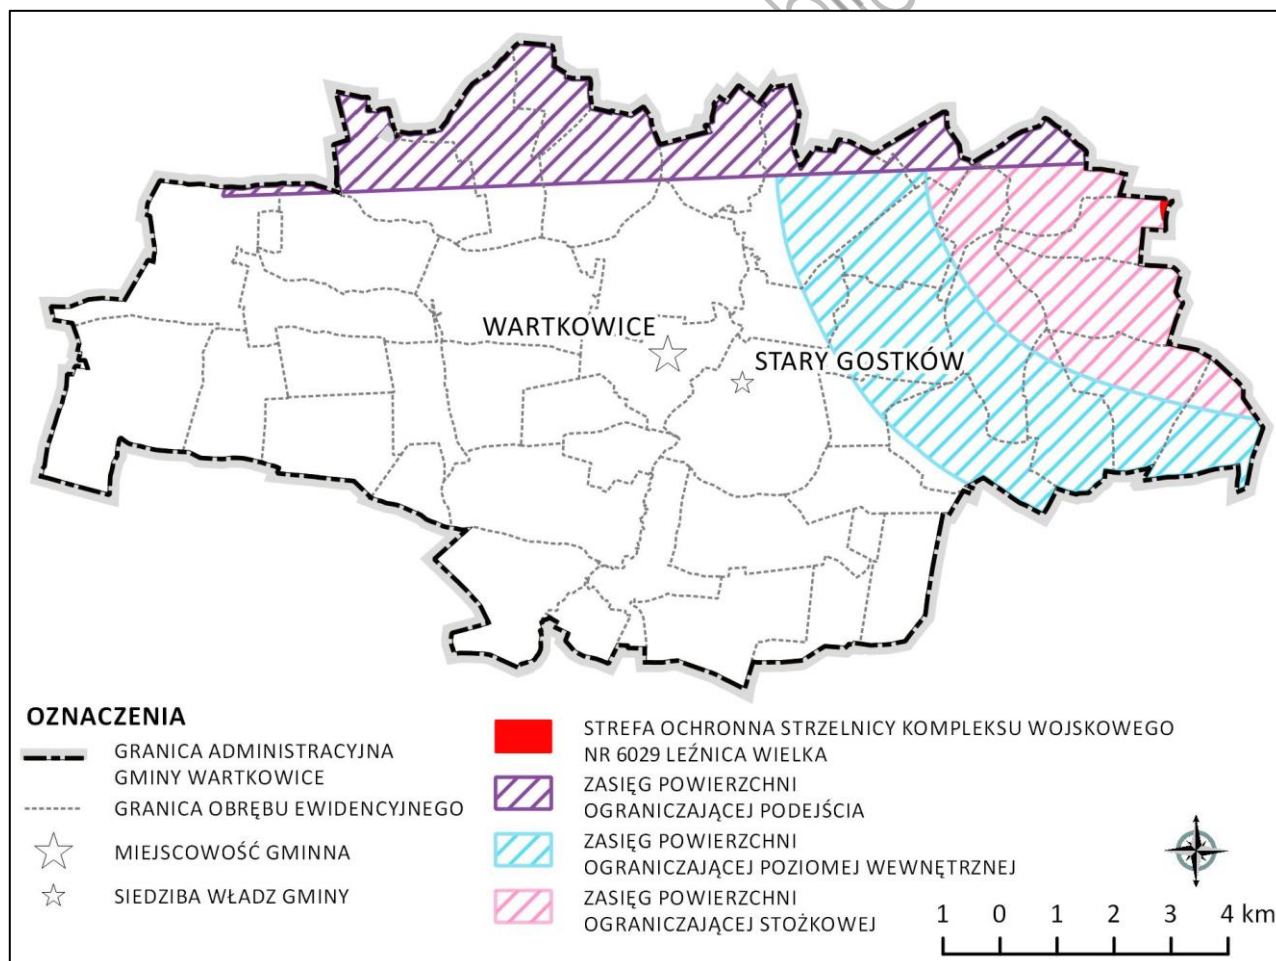 WARTKOWICE
STARY GOSTKÓW
OZNACZENIA
GRANICA ADMINISTRACYJNA
GMINY WARTKOWICE
GRANICA OBRĘBU EWIDENCYJNEGO
MIEJSCOWOŚĆ GMINNA
SIEDZIBA WŁADZ GMINY
STREFA OCHRONNA STRZELNICY KOMPLEKSU WOJSKOWEGO
NR 6029 LEŹNICA WIELKA
ZASIĘG POWIERZCHNI
OGRANICZAJĄCEJ PODEJŚCIA
ZASIĘG POWIERZCHNI
OGRANICZAJĄCEJ POZIOMEJ WEWNĘTRZNEJ
ZASIĘG POWIERZCHNI
OGRANICZAJĄCEJ STOŻKOWEJ
1 0 1 2 3 4 km